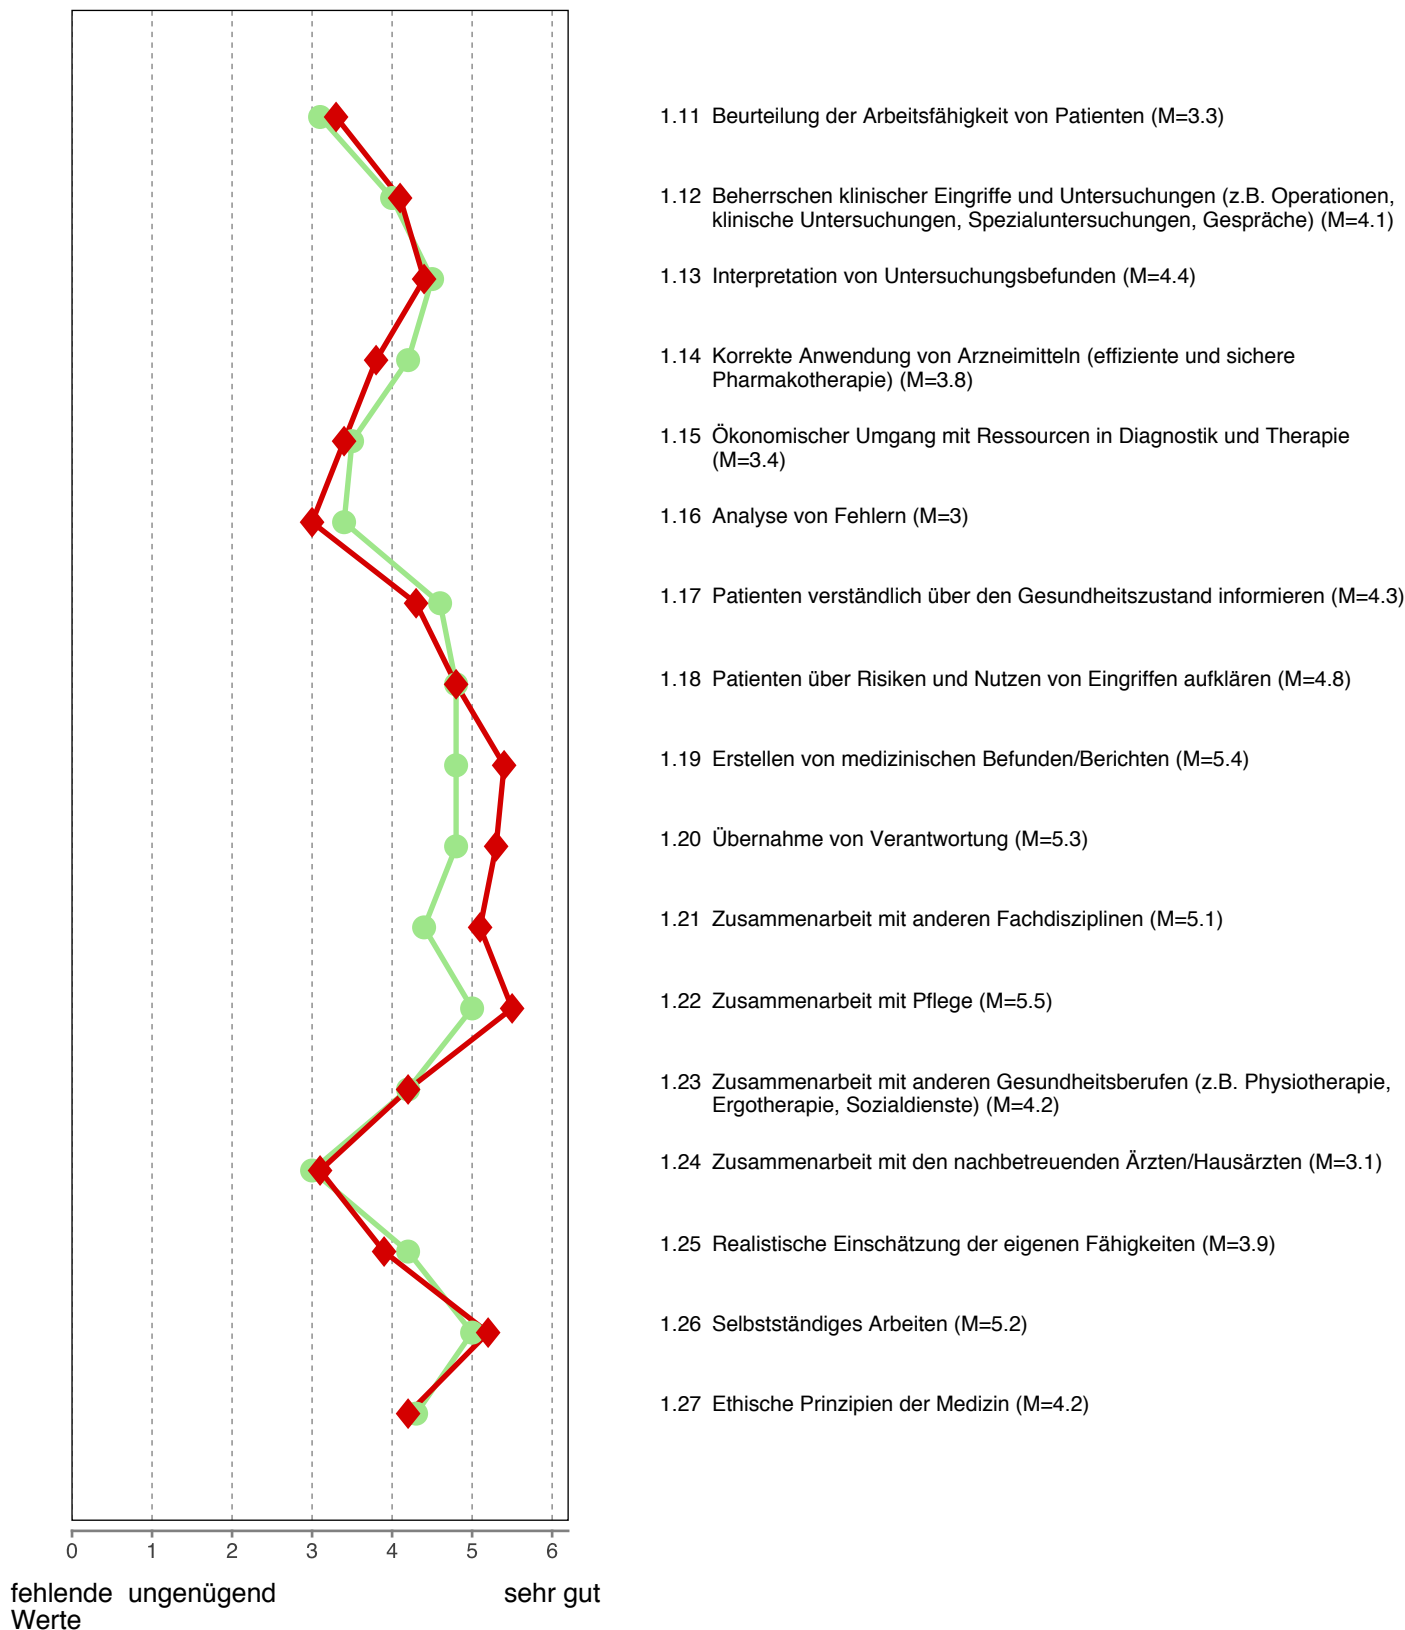 1.11 Beurteilung der Arbeitsfähigkeit von Patienten (M=3.3)
1.12 Beherrschen klinischer Eingriffe und Untersuchungen (z.B. Operationen,
klinische Untersuchungen, Spezialuntersuchungen, Gespräche) (M=4.1)
1.13 Interpretation von Untersuchungsbefunden (M=4.4)
1.14 Korrekte Anwendung von Arzneimitteln (effiziente und sichere
Pharmakotherapie) (M=3.8)
1.15 Ökonomischer Umgang mit Ressourcen in Diagnostik und Therapie
(M=3.4)
1.16 Analyse von Fehlern (M=3)
1.17 Patienten verständlich über den Gesundheitszustand informieren (M=4.3)
1.18 Patienten über Risiken und Nutzen von Eingriffen aufklären (M=4.8)
1.19 Erstellen von medizinischen Befunden/Berichten (M=5.4)
1.20 Übernahme von Verantwortung (M=5.3)
1.21 Zusammenarbeit mit anderen Fachdisziplinen (M=5.1)
1.22 Zusammenarbeit mit Pflege (M=5.5)
1.23 Zusammenarbeit mit anderen Gesundheitsberufen (z.B. Physiotherapie,
Ergotherapie, Sozialdienste) (M=4.2)
1.24 Zusammenarbeit mit den nachbetreuenden Ärzten/Hausärzten (M=3.1)
1.25 Realistische Einschätzung der eigenen Fähigkeiten (M=3.9)
1.26 Selbstständiges Arbeiten (M=5.2)
1.27 Ethische Prinzipien der Medizin (M=4.2)
0 1 2 3 4 5 6
fehlende ungenügend sehr gut
Werte